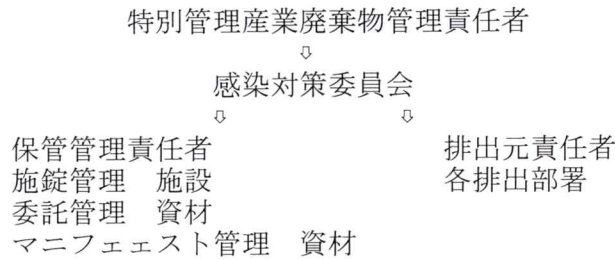 特別管理産業廃棄物管理責任者
⇩
感染対策委員会
⇩ ⇩
保管管理責任者 排出元責任者
施錠管理 施設 各排出部署
委託管理 資材
マニフェェスト管理 資材